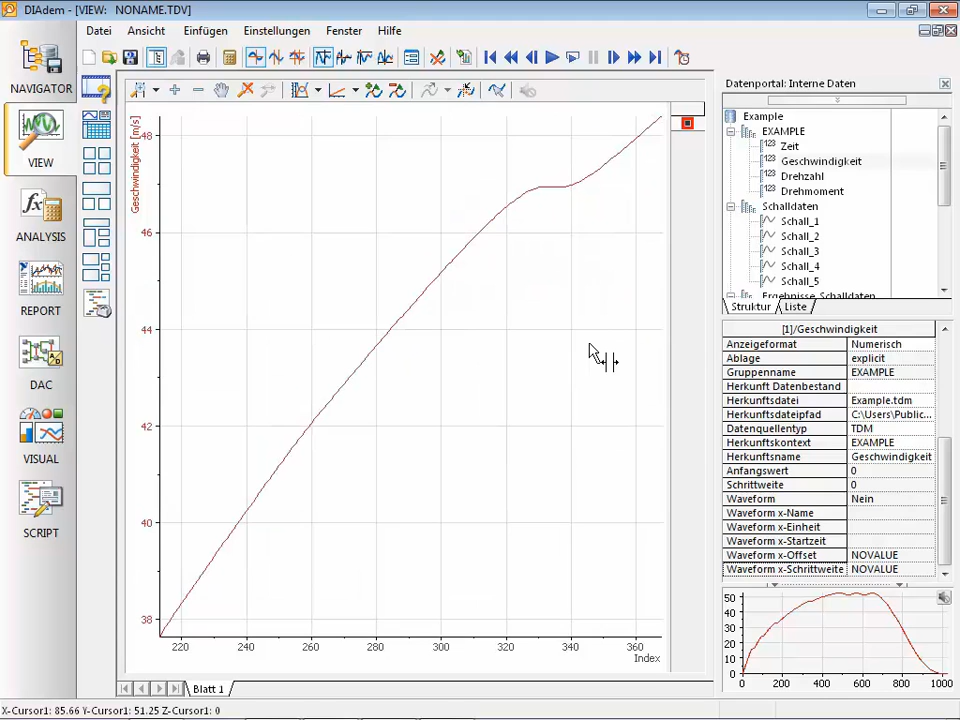 DIAdem - [VIEW: NONAME.TDV]
Datei Ansicht Einfügen Einstellungen Fenster Hilfe
NAVIGATOR
VIEW
ANALYSIS
REPORT
DAC
VISUAL
SCRIPT
Geschwindigkeit [m/s]
48
46
44
42
40
38
220 240 260 280 300 320 340 360
Index
Blatt 1
Datenportal: Interne Daten
Example
EXAMPLE
Zeit
Geschwindigkeit
Drehzahl
Drehmoment
Schalldaten
Schall_1
Schall_2
Schall_3
Schall_4
Schall_5
Ergebnisse Schalldaten
Struktur Liste
[1]/Geschwindigkeit
Anzeigeformat Numerisch
Ablage explicit
Gruppenname EXAMPLE
Herkunft Datenbestand
Herkunftsdatei Example.tdm
Herkunftsdateipfad C:\Users\Public...
Datenquellentyp TDM
Herkunftskontext EXAMPLE
Herkunftsname Geschwindigkeit
Anfangswert 0
Schrittweite 0
Waveform Nein
Waveform x-Name
Waveform x-Einheit
Waveform x-Startzeit
Waveform x-Offset NOVALUE
Waveform x-Schrittweite NOVALUE
50
40
30
20
10
0
0 200 400 600 800 1000
X-Cursor1: 85.66 Y-Cursor1: 51.25 Z-Cursor1: 0